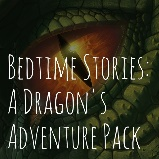 BEDTIME STORIES:
A DRAGON'S
ADVENTURE PACK